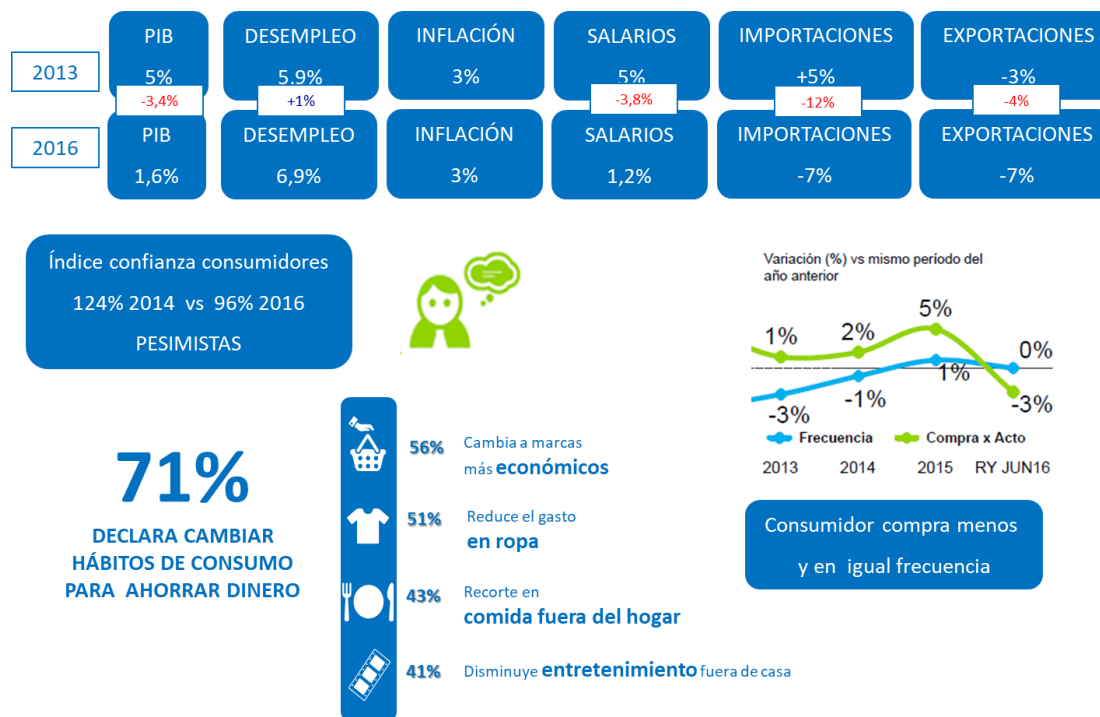 PIB DESEMPLEO INFLACIÓN SALARIOS IMPORTACIONES EXPORTACIONES
2013 5% 5.9% 3% 5% +5% -3%
-3,4% +1% -3,8% -12% -4%
2016 PIB DESEMPLEO INFLACIÓN SALARIOS IMPORTACIONES EXPORTACIONES
1,6% 6,9% 3% 1,2% -7% -7%
Índice confianza consumidores
124% 2014 vs 96% 2016
PESIMISTAS
Variación (%) vs mismo período del
año anterior
1% 2% 5% 0%
-3% -1% 1% -3%
Frecuencia Compra x Acto
2013 2014 2015 RY JUN16
71%
DECLARA CAMBIAR
HÁBITOS DE CONSUMO
PARA AHORRAR DINERO
56% Cambia a marcas
más económicos
51% Reduce el gasto
en ropa
43% Recorte en
comida fuera del hogar
41% Disminuye entretenimiento fuera de casa
Consumidor compra menos
y en igual frecuencia